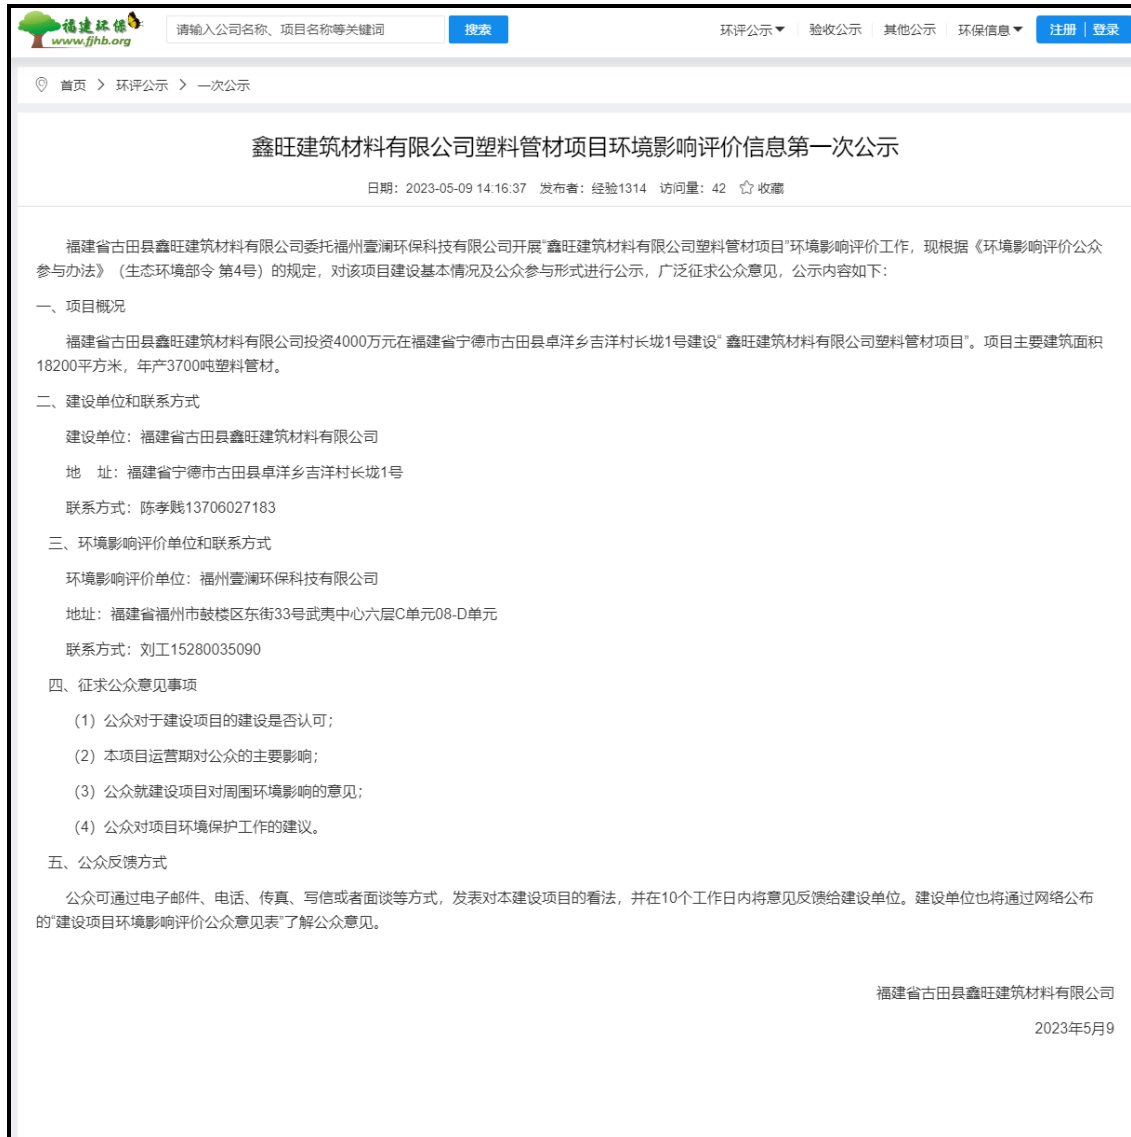 福建环保
www.fjhb.org
请输入公司名称、项目名称等关键词
搜索
环评公示
验收公示
其他公示
环保信息
注册
登录
首页 > 环评公示 > 一次公示
鑫旺建筑材料有限公司塑料管材项目环境影响评价信息第一次公示
日期：2023-05-09 14:16:37 发布者：经验1314 访问量：42 收藏
福建省古田县鑫旺建筑材料有限公司委托福州壹澜环保科技有限公司开展“鑫旺建筑材料有限公司塑料管材项目”环境影响评价工作，现根据《环境影响评价公众
参与办法》（生态环境部令 第4号）的规定，对该项目建设基本情况及公众参与形式进行公示，广泛征求公众意见，公示内容如下：
一、项目概况
福建省古田县鑫旺建筑材料有限公司投资4000万元在福建省宁德市古田县卓洋乡吉洋村长垅1号建设“ 鑫旺建筑材料有限公司塑料管材项目”。项目主要建筑面积
18200平方米，年产3700吨塑料管材。
二、建设单位和联系方式
建设单位：福建省古田县鑫旺建筑材料有限公司
地 址：福建省宁德市古田县卓洋乡吉洋村长垅1号
联系方式：陈孝贱13706027183
三、环境影响评价单位和联系方式
环境影响评价单位：福州壹澜环保科技有限公司
地址：福建省福州市鼓楼区东街33号武夷中心六层C单元08-D单元
联系方式：刘工15280035090
四、征求公众意见事项
（1）公众对于建设项目的建设是否认可；
（2）本项目运营期对公众的主要影响；
（3）公众就建设项目对周围环境影响的意见；
（4）公众对项目环境保护工作的建议。
五、公众反馈方式
公众可通过电子邮件、电话、传真、写信或者面谈等方式，发表对本建设项目的看法，并在10个工作日内将意见反馈给建设单位。建设单位也将通过网络公布
的“建设项目环境影响评价公众意见表”了解公众意见。
福建省古田县鑫旺建筑材料有限公司
2023年5月9